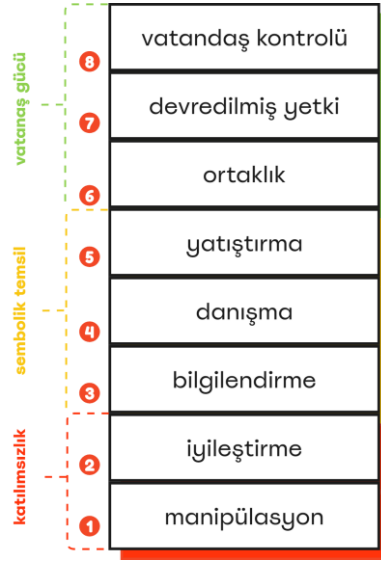 vatandaş kontrolü
8
devredilmiş yetki
7
ortaklık
6
vatanaş gücü
yatıştırma
5
danışma
4
bilgilendirme
3
sembolik temsil
iyileştirme
2
manipülasyon
1
katılımsızlık